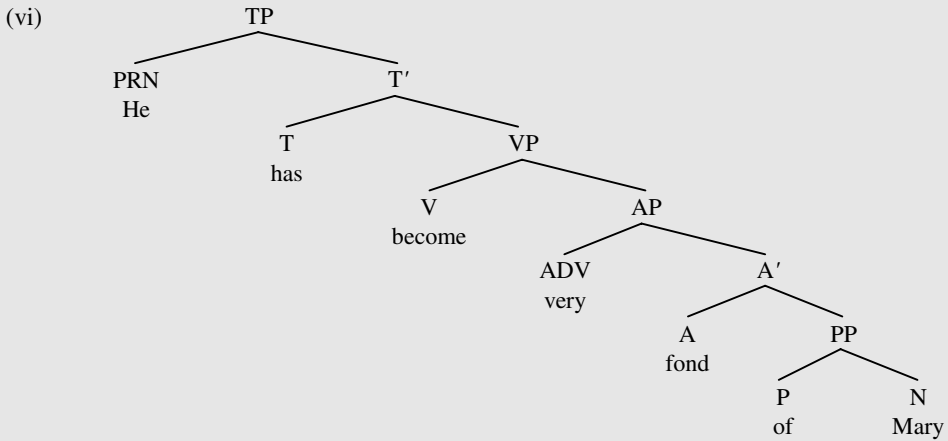 (vi) TP
PRN T′
He
T VP
has
V AP
become
ADV A′
very
A PP
fond
P N
of Mary